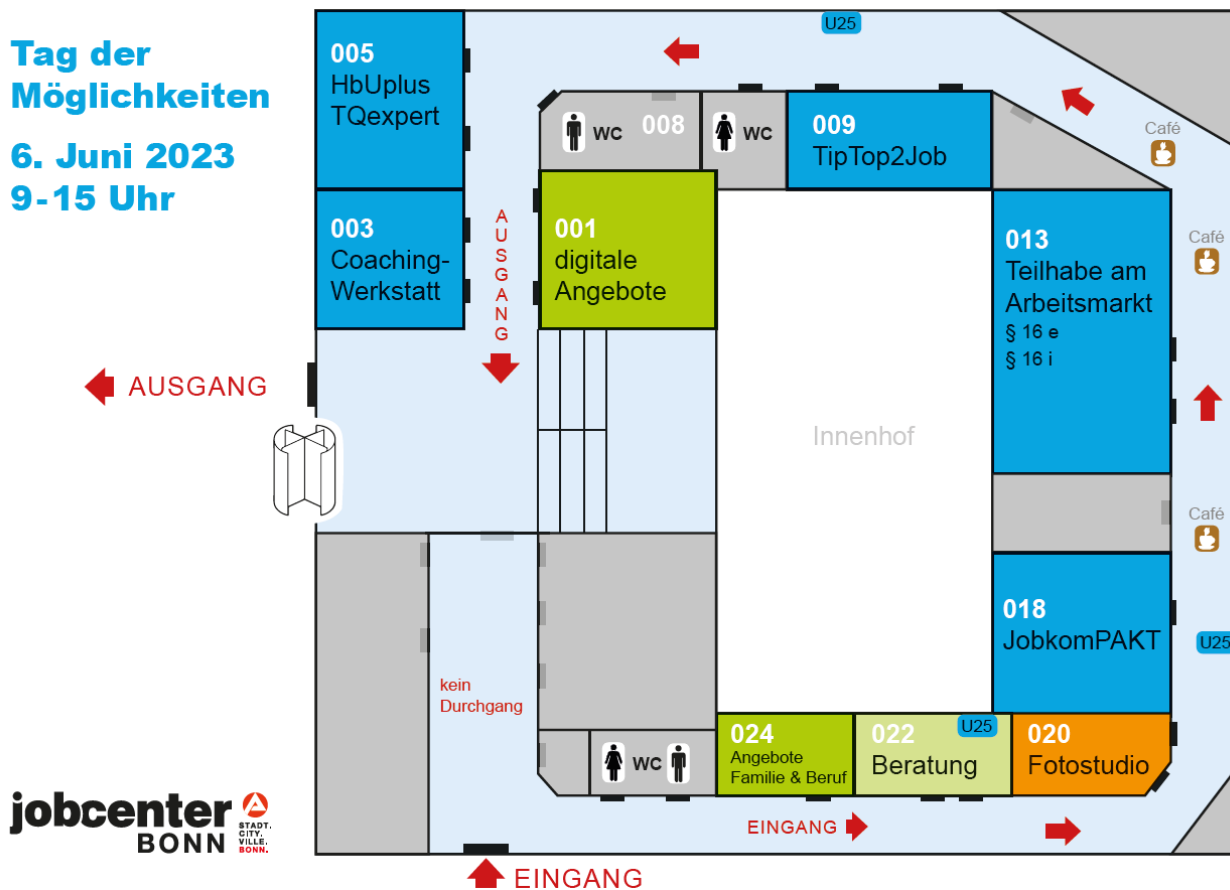 Tag der
Möglichkeiten
6. Juni 2023
9-15 Uhr
005
HbUplus
TQexpert
003
Coaching-
Werkstatt
AUSGANG
AUSGANG
WC
008
WC
001
digitale
Angebote
009
TipTop2Job
U25
Café
Café
Café
013
Teilhabe am
Arbeitsmarkt
§ 16 e
§ 16 i
Innenhof
018
JobkomPAKT
U25
kein
Durchgang
WC
024
Angebote
Familie & Beruf
022
U25
Beratung
020
Fotostudio
EINGANG
EINGANG
jobcenter
BONN
STADT.
CITY.
VILLE.
BONN.